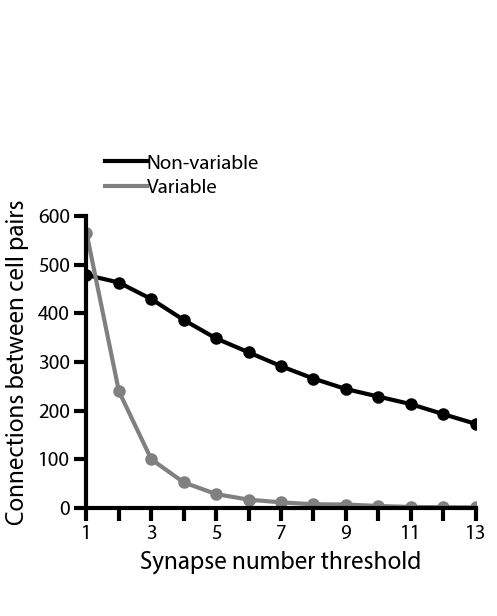 Non-variable
Variable
Connections between cell pairs
600
500
400
300
200
100
0
1 3 5 7 9 11 13
Synapse number threshold